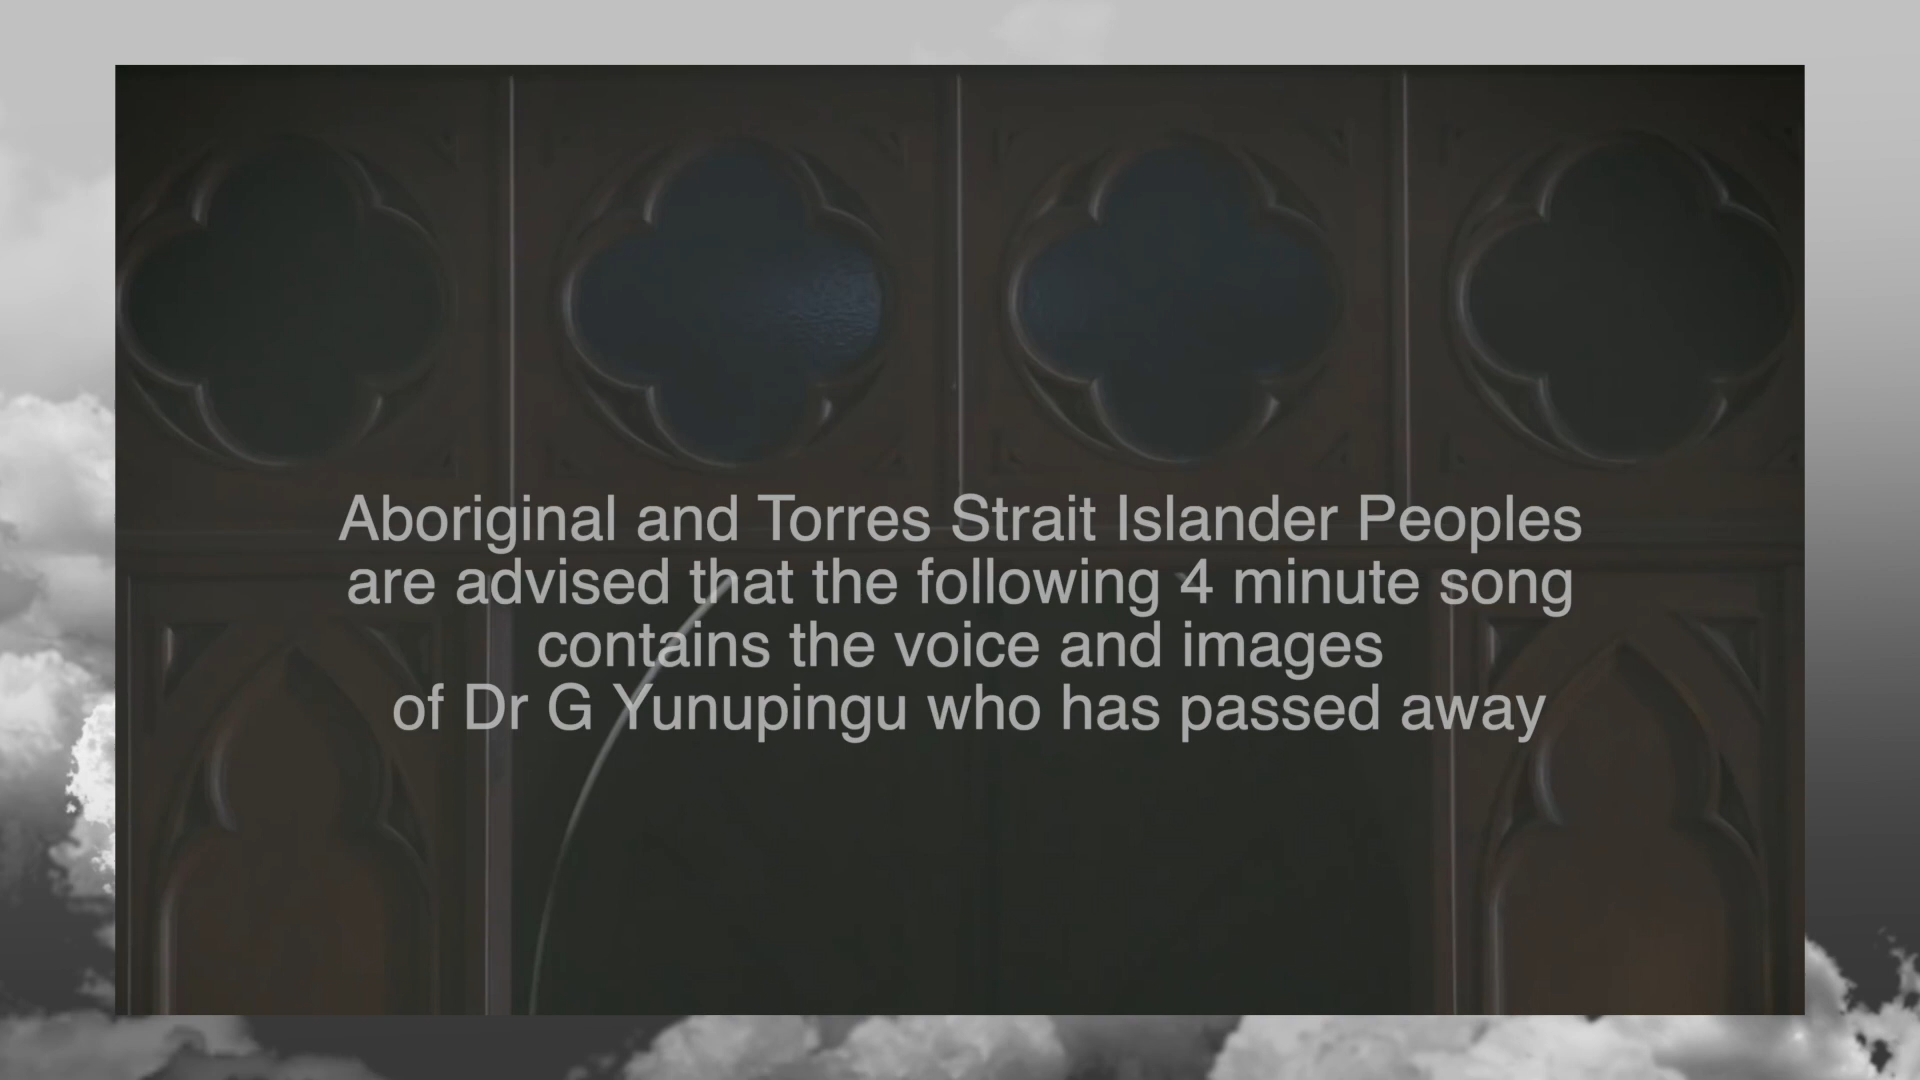 Aboriginal and Torres Strait Islander Peoples
are advised that the following 4 minute song
contains the voice and images
of Dr G Yunupingu who has passed away